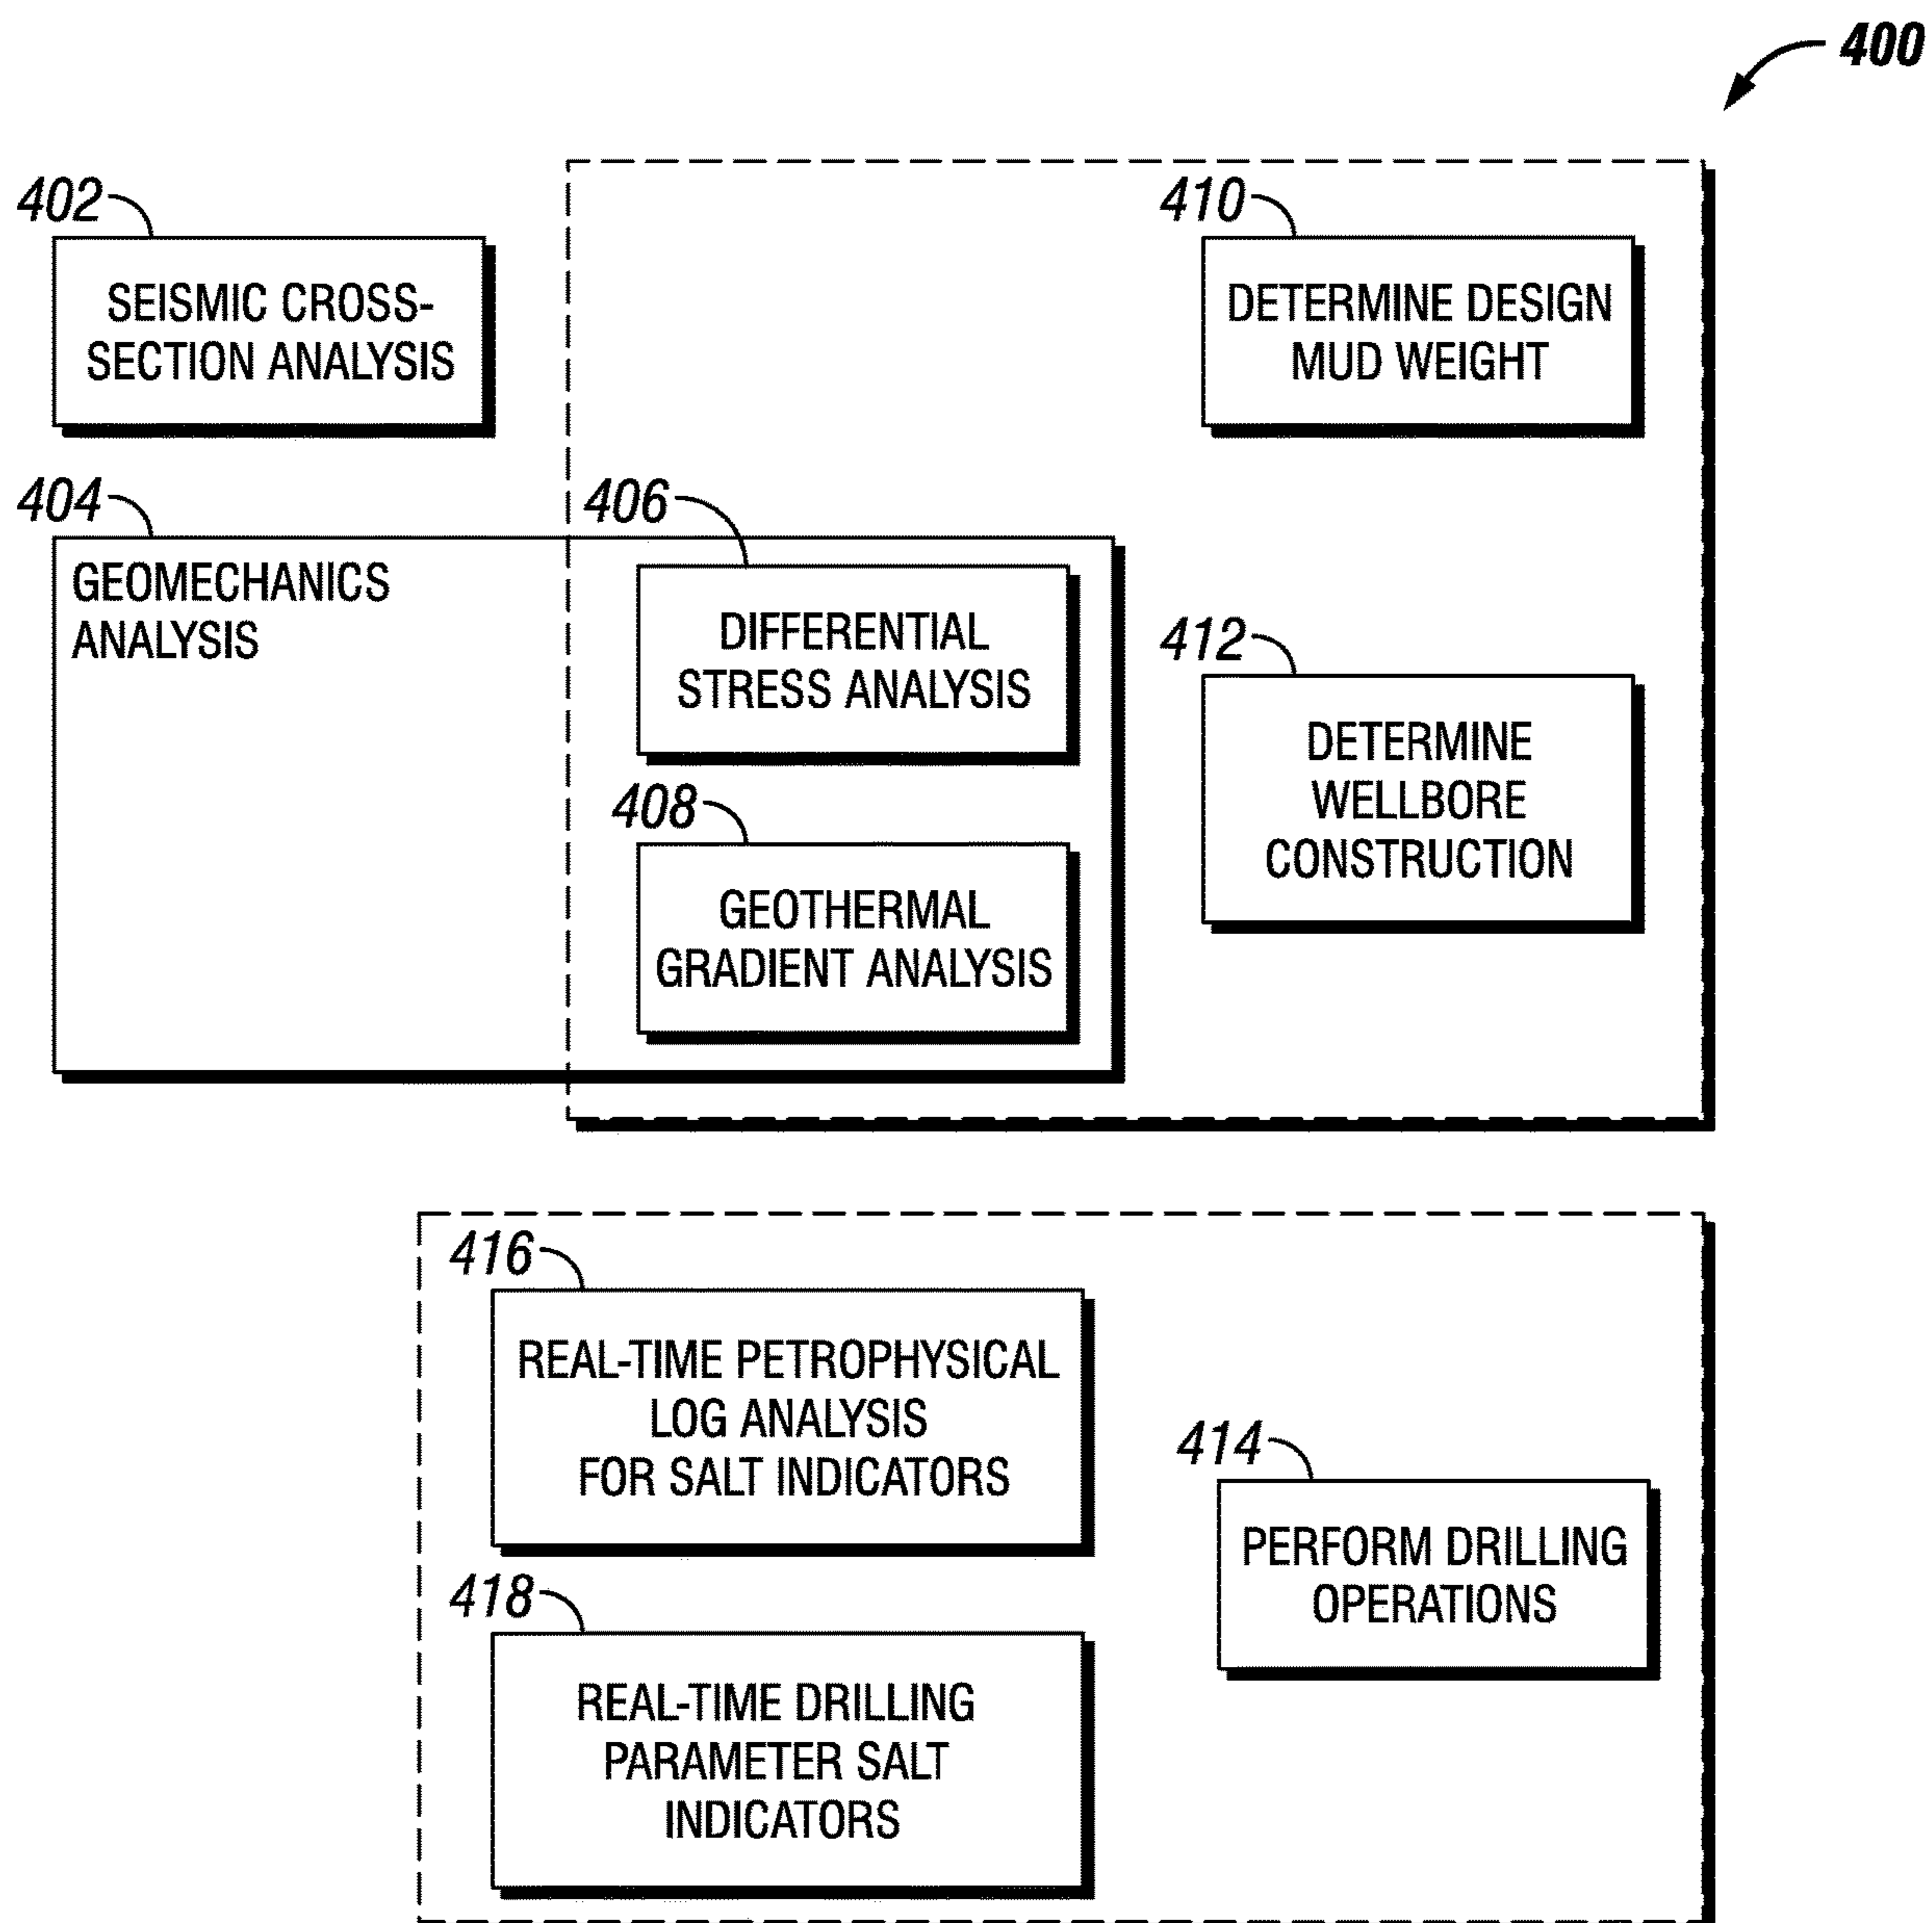 400
402
SEISMIC CROSS-
SECTION ANALYSIS
410
DETERMINE DESIGN
MUD WEIGHT
404
GEOMECHANICS
ANALYSIS
406
DIFFERENTIAL
STRESS ANALYSIS
408
GEOTHERMAL
GRADIENT ANALYSIS
412
DETERMINE
WELLBORE
CONSTRUCTION
416
REAL-TIME PETROPHYSICAL
LOG ANALYSIS
FOR SALT INDICATORS
414
PERFORM DRILLING
OPERATIONS
418
REAL-TIME DRILLING
PARAMETER SALT
INDICATORS